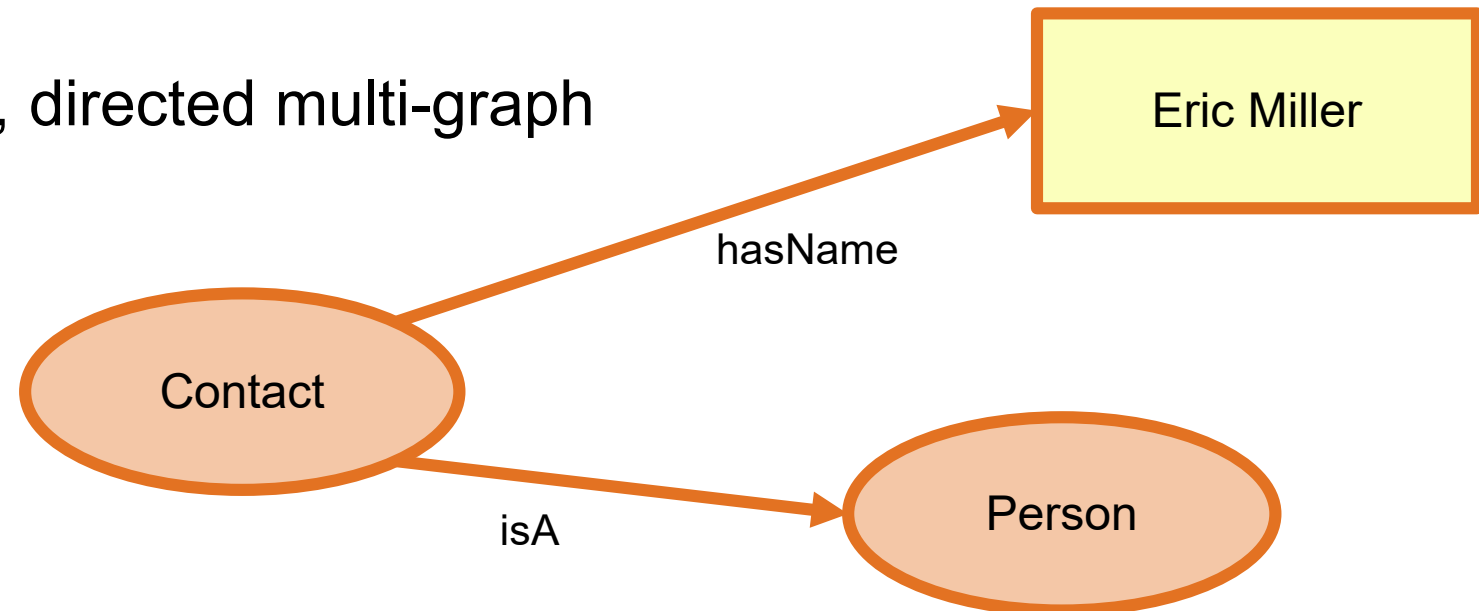 , directed multi-graph
Eric Miller
hasName
Contact
Person
isA